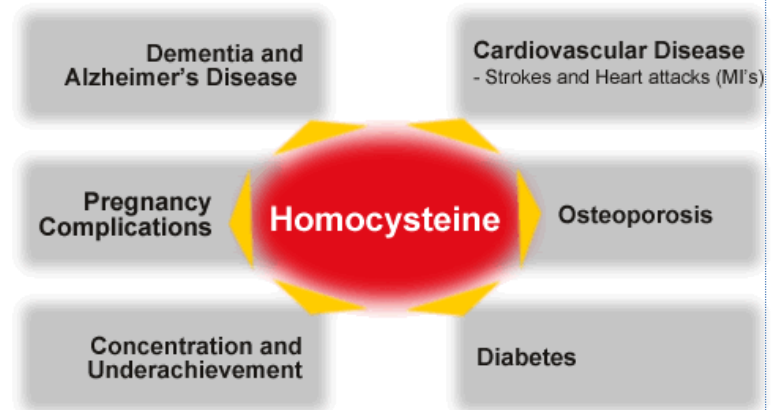 Dementia and
Alzheimer's Disease
Cardiovascular Disease
- Strokes and Heart attacks (MI's)
Pregnancy
Complications
Homocysteine
Osteoporosis
Concentration and
Underachievement
Diabetes